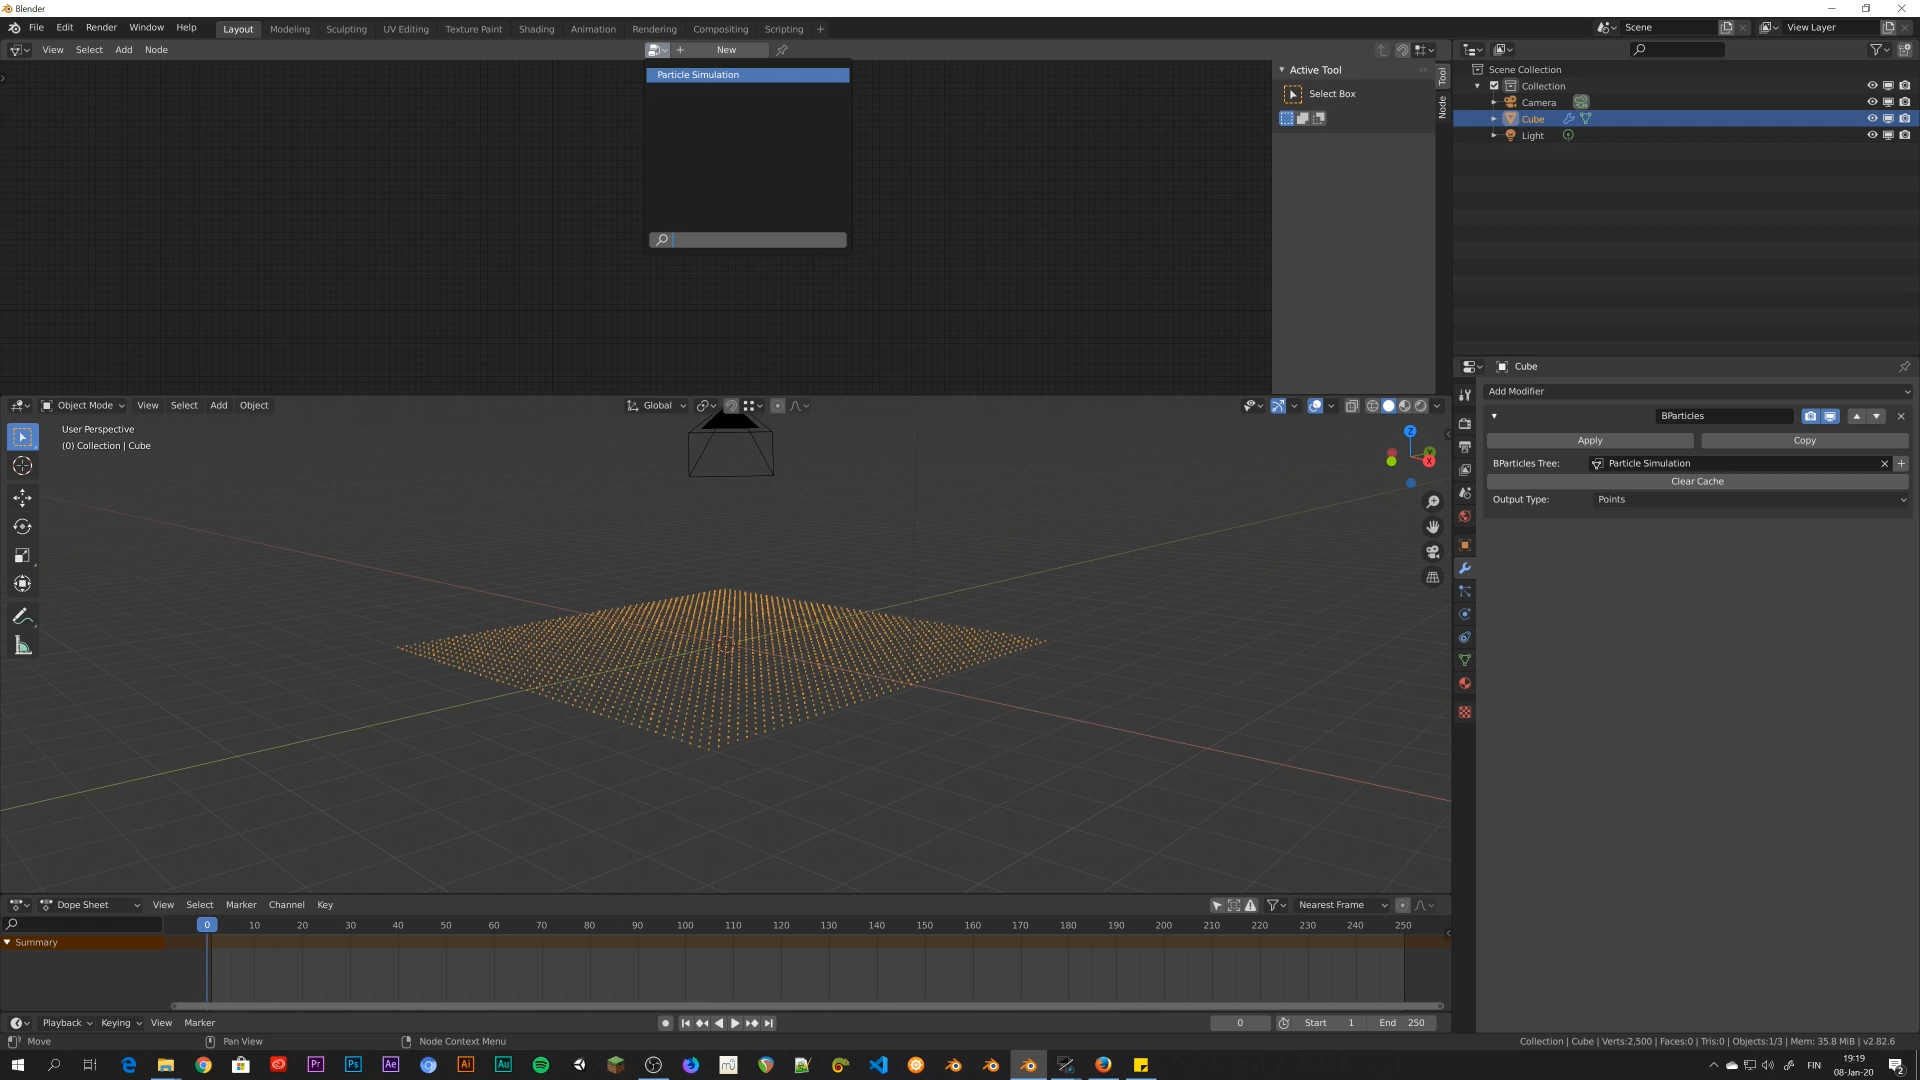 Blender
File Edit Render Window Help Layout Modeling Sculpting UV Editing Texture Paint Shading Animation Rendering Compositing Scripting + Scene View Layer
View Select Add Node + New
Particle Simulation
Active Tool
Select Box
Tool
Node
Scene Collection
Collection
Camera
Cube
Light
Cube
Add Modifier
BParticles
Apply Copy
BParticles Tree: Particle Simulation
Clear Cache
Output Type: Points
Object Mode View Select Add Object Global
User Perspective
(0) Collection | Cube
Z
Y
X
Dope Sheet View Select Marker Channel Key Nearest Frame
0 10 20 30 40 50 60 70 80 90 100 110 120 130 140 150 160 170 180 190 200 210 220 230 240 250
Summary
Playback Keying View Marker 0 Start 1 End 250
Move Pan View Node Context Menu Collection | Cube | Verts:2,500 | Faces:0 | Tris:0 | Objects:1/3 | Mem: 35.8 MiB | v2.82.6
Pr Ps Ae Ai Au FIN
19:19
08-Jan-20
2